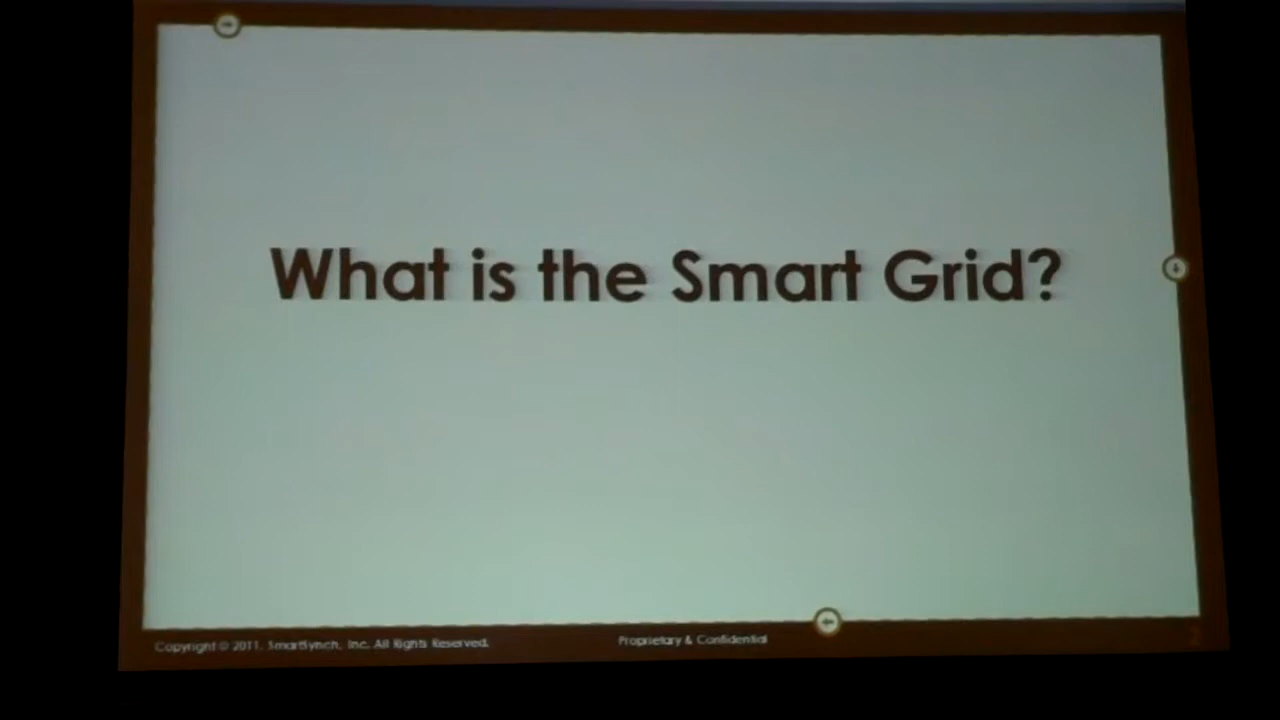 What is the Smart Grid?
Copyright © 2011. SmartSynch, Inc. All Rights Reserved.
Proprietary & Confidential